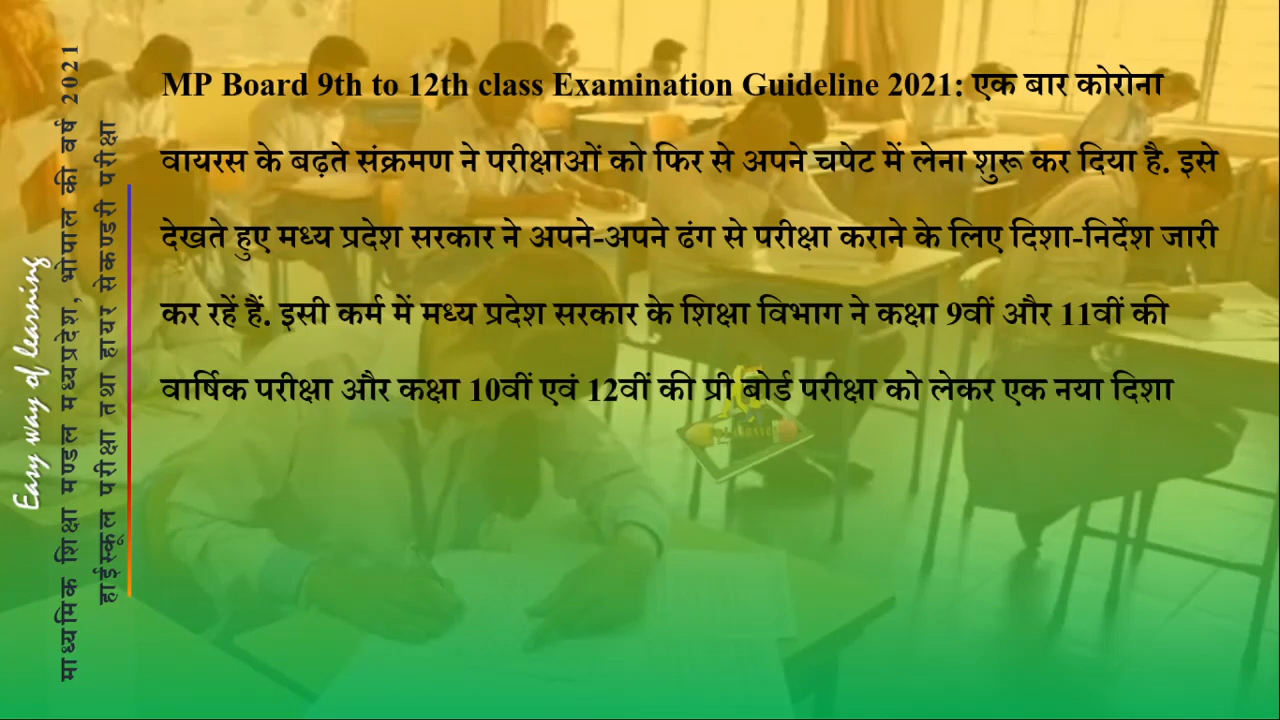 MP Board 9th to 12th class Examination Guideline 2021: एक बार कोरोना
वायरस के बढ़ते संक्रमण ने परीक्षाओं को फिर से अपने चपेट में लेना शुरू कर दिया है. इसे
देखते हुए मध्य प्रदेश सरकार ने अपने-अपने ढंग से परीक्षा कराने के लिए दिशा-निर्देश जारी
कर रहें हैं. इसी कर्म में मध्य प्रदेश सरकार के शिक्षा विभाग ने कक्षा 9वीं और 11वीं की
वार्षिक परीक्षा और कक्षा 10वीं एवं 12वीं की प्री बोर्ड परीक्षा को लेकर एक नया दिशा
Easy way of learning
माध्यमिक शिक्षा मण्डल मध्यप्रदेश, भोपाल की वर्ष 2021
हाईस्कूल परीक्षा तथा हायर सेकण्डरी परीक्षा